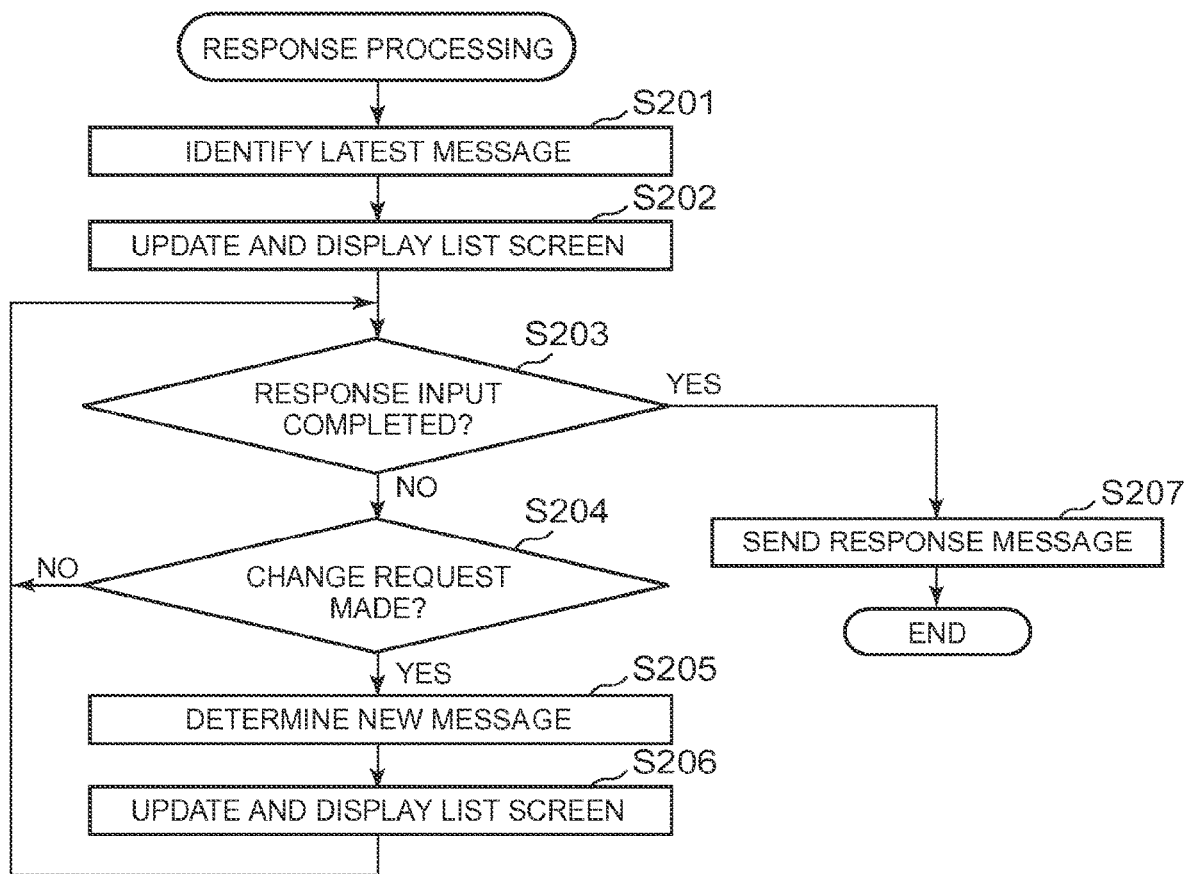 RESPONSE PROCESSING
S201
IDENTIFY LATEST MESSAGE
S202
UPDATE AND DISPLAY LIST SCREEN
S203
RESPONSE INPUT
COMPLETED?
YES
NO
S204
CHANGE REQUEST
MADE?
NO
YES
S207
SEND RESPONSE MESSAGE
END
S205
DETERMINE NEW MESSAGE
S206
UPDATE AND DISPLAY LIST SCREEN